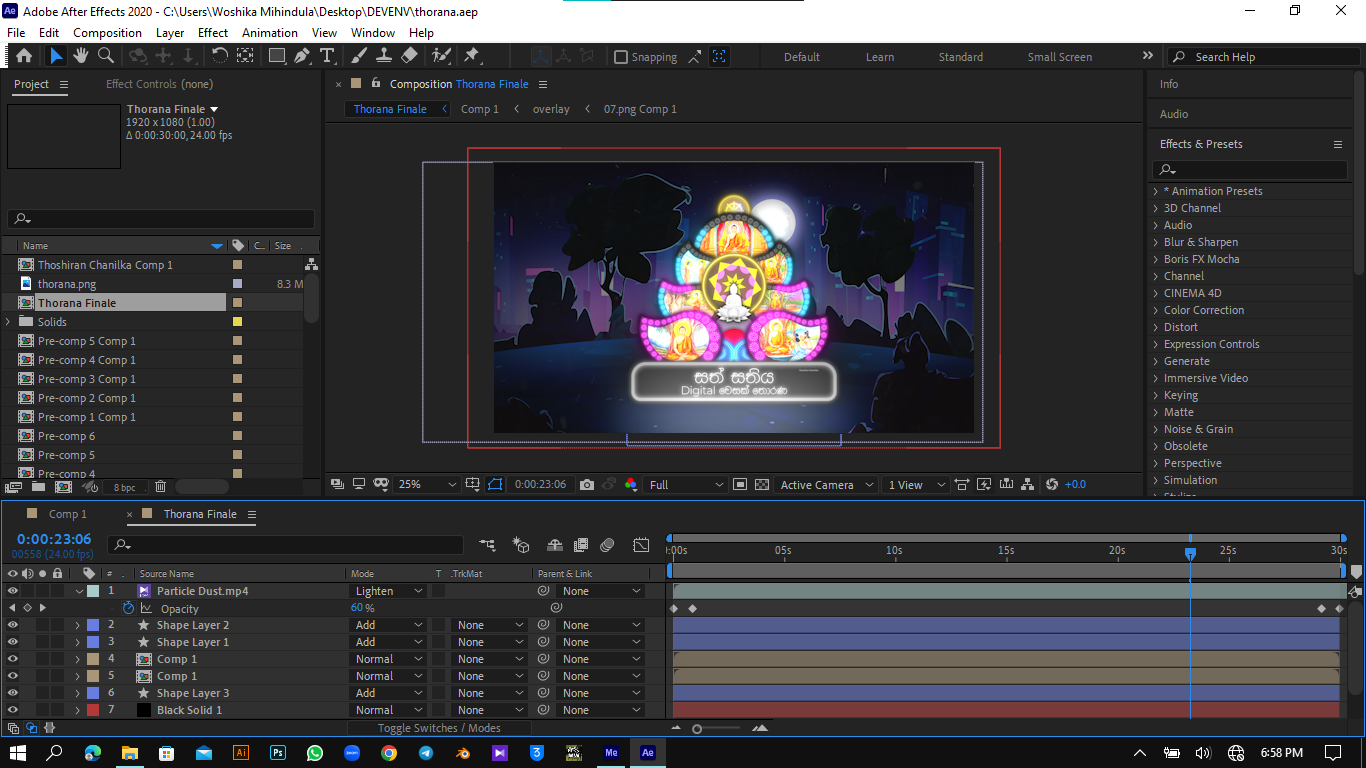 Adobe After Effects 2020 - C:\Users\Woshika Mihindula\Desktop\DEVENV\thorana.aep
File Edit Composition Layer Effect Animation View Window Help
Snapping Default Learn Standard Small Screen Search Help
Project Effect Controls (none)
Thorana Finale
1920 x 1080 (1.00)
Δ 0:00:30:00, 24.00 fps
Name C... Size
Thoshiran Chanilka Comp 1
thorana.png 8.3 M
Thorana Finale
Solids
Pre-comp 5 Comp 1
Pre-comp 4 Comp 1
Pre-comp 3 Comp 1
Pre-comp 2 Comp 1
Pre-comp 1 Comp 1
Pre-comp 6
Pre-comp 5
Pre-comp 4
8 bpc
Composition Thorana Finale
Thorana Finale Comp 1 overlay 07.png Comp 1
සත් සතිය
Digital වෙසක් තොරණ
25% 0:00:23:06 Full Active Camera 1 View +0.0
Info
Audio
Effects & Presets
* Animation Presets
3D Channel
Audio
Blur & Sharpen
Boris FX Mocha
Channel
CINEMA 4D
Color Correction
Distort
Expression Controls
Generate
Immersive Video
Keying
Matte
Noise & Grain
Obsolete
Perspective
Simulation
Comp 1 Thorana Finale
0:00:23:06
00558 (24.00 fps)
:00s 05s 10s 15s 20s 25s 30s
# Source Name Mode T .TrkMat Parent & Link
1 Particle Dust.mp4 Lighten None
Opacity 60 %
2 Shape Layer 2 Add None None
3 Shape Layer 1 Add None None
4 Comp 1 Normal None None
5 Comp 1 Normal None None
6 Shape Layer 3 Add None None
7 Black Solid 1 Normal None None
Toggle Switches / Modes
6:58 PM